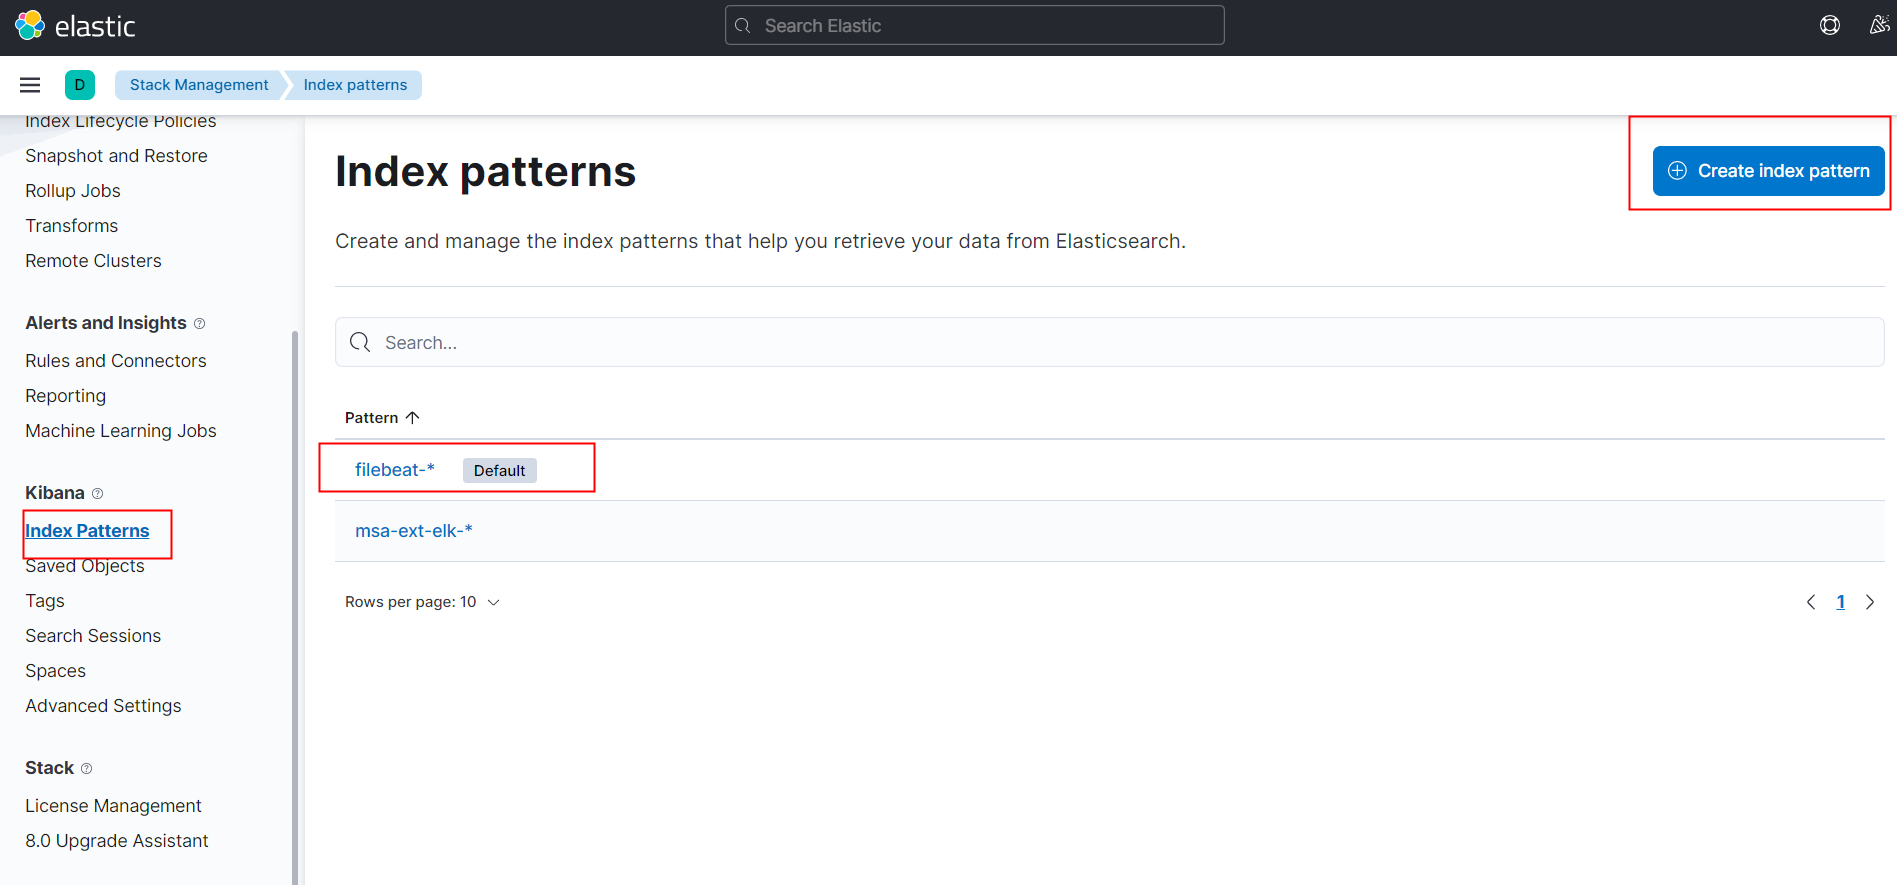 elastic
Search Elastic
D
Stack Management
Index patterns
Index Lifecycle Policies
Snapshot and Restore
Rollup Jobs
Transforms
Remote Clusters
Alerts and Insights
Rules and Connectors
Reporting
Machine Learning Jobs
Kibana
Index Patterns
Saved Objects
Tags
Search Sessions
Spaces
Advanced Settings
Stack
License Management
8.0 Upgrade Assistant
Index patterns
Create index pattern
Create and manage the index patterns that help you retrieve your data from Elasticsearch.
Search...
Pattern
filebeat-* Default
msa-ext-elk-*
Rows per page: 10
1